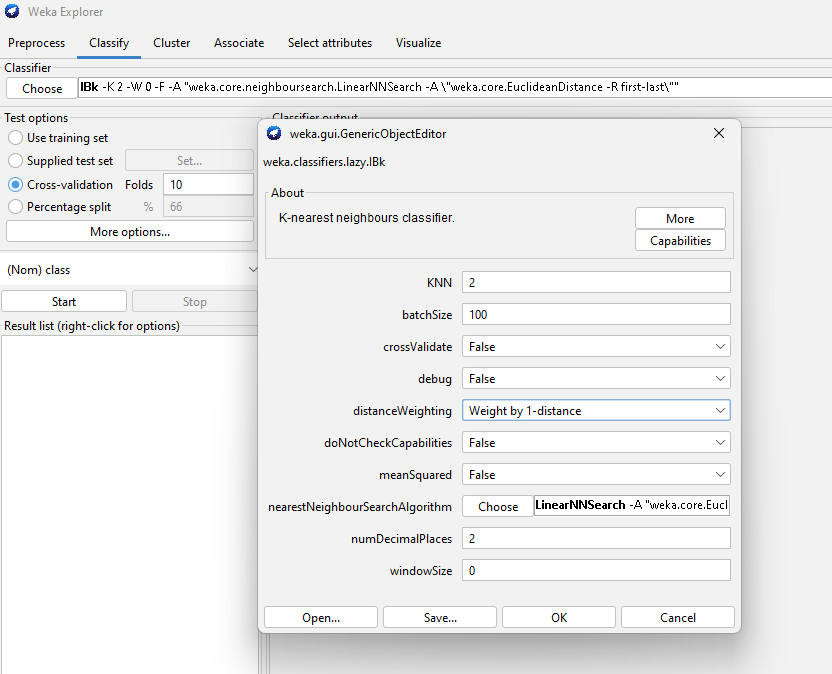 Weka Explorer
Preprocess Classify Cluster Associate Select attributes Visualize
Classifier
Choose IBk -K 2 -W 0 -F -A "weka.core.neighboursearch.LinearNNSearch -A \"weka.core.EuclideanDistance -R first-last\""
Test options
Use training set
Supplied test set Set...
Cross-validation Folds 10
Percentage split % 66
More options...
(Nom) class
Start Stop
Result list (right-click for options)
Classifier output
weka.gui.GenericObjectEditor
weka.classifiers.lazy.IBk
About
K-nearest neighbours classifier.
More
Capabilities
KNN 2
batchSize 100
crossValidate False
debug False
distanceWeighting Weight by 1-distance
doNotCheckCapabilities False
meanSquared False
nearestNeighbourSearchAlgorithm Choose LinearNNSearch -A "weka.core.Eucl
numDecimalPlaces 2
windowSize 0
Open... Save... OK Cancel